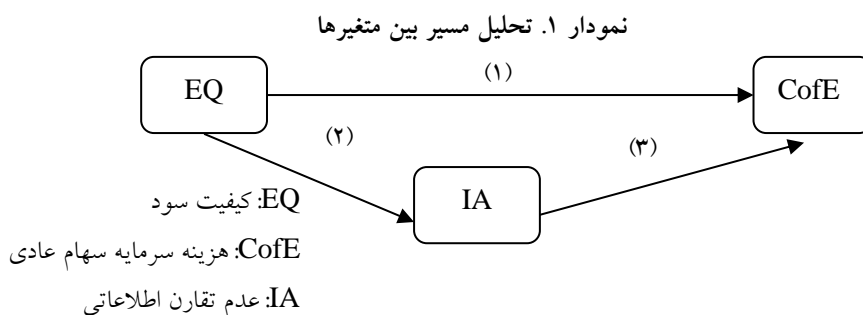 نمودار ۱. تحلیل مسیر بین متغیرها
(۱)
EQ
CofE
(۲)
(۳)
IA
EQ: کیفیت سود
CofE: هزینه سرمایه سهام عادی
IA: عدم تقارن اطلاعاتی